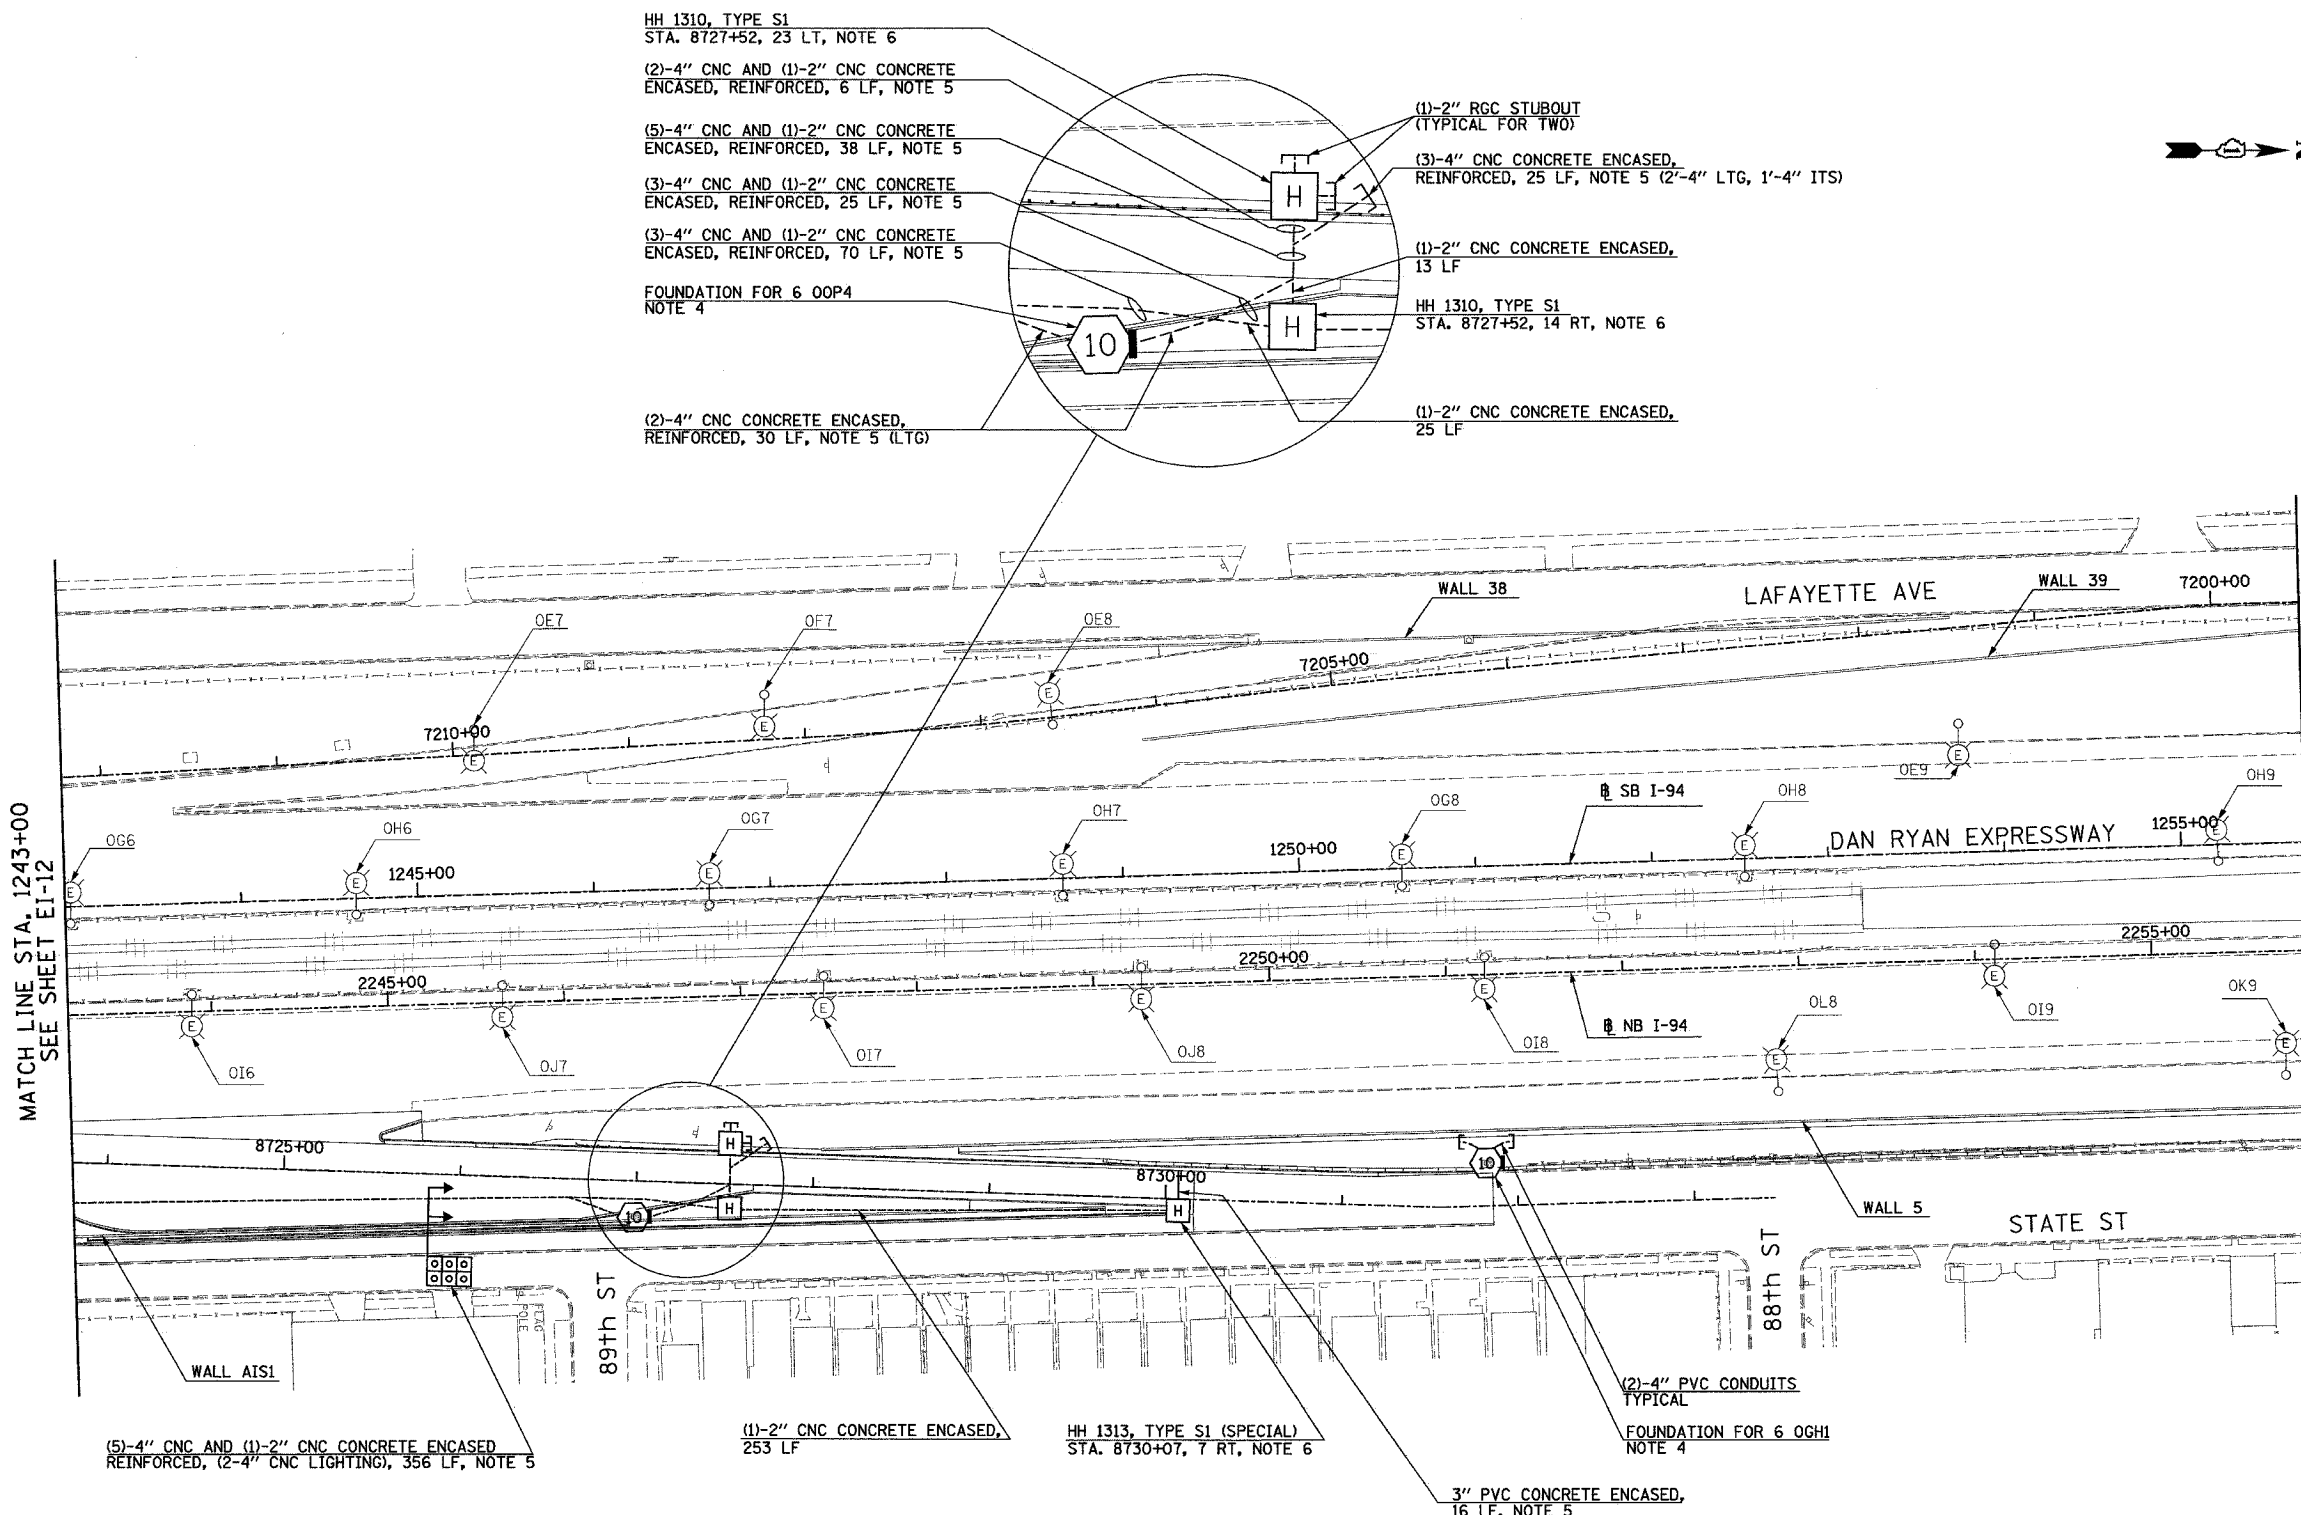 HH 1310, TYPE S1
STA. 8727+52, 23 LT, NOTE 6
(2)-4" CNC AND (1)-2" CNC CONCRETE
ENCASED, REINFORCED, 6 LF, NOTE 5
(5)-4" CNC AND (1)-2" CNC CONCRETE
ENCASED, REINFORCED, 38 LF, NOTE 5
(3)-4" CNC AND (1)-2" CNC CONCRETE
ENCASED, REINFORCED, 25 LF, NOTE 5
(3)-4" CNC AND (1)-2" CNC CONCRETE
ENCASED, REINFORCED, 70 LF, NOTE 5
FOUNDATION FOR 6 OOP4
NOTE 4
(2)-4" CNC CONCRETE ENCASED,
REINFORCED, 30 LF, NOTE 5 (LTG)
H
H
10
(1)-2" RGC STUBOUT
(TYPICAL FOR TWO)
(3)-4" CNC CONCRETE ENCASED,
REINFORCED, 25 LF, NOTE 5 (2'-4" LTG, 1'-4" ITS)
(1)-2" CNC CONCRETE ENCASED,
13 LF
HH 1310, TYPE S1
STA. 8727+52, 14 RT, NOTE 6
(1)-2" CNC CONCRETE ENCASED,
25 LF
MATCH LINE STA. 1243+00
SEE SHEET EI-12
WALL 38
LAFAYETTE AVE
WALL 39
7200+00
OE7
OF7
OE8
7205+00
7210+00
E
E
E
E
OE9
OG6
OH6
OG7
OH7
OG8
OH8
OH9
E
E
E
E
E
E
E
1245+00
1250+00
1255+00
℄ SB I-94
DAN RYAN EXPRESSWAY
2245+00
2250+00
2255+00
E
E
E
E
E
E
E
E
OI6
OJ7
OI7
OJ8
OI8
℄ NB I-94
OL8
OI9
OK9
8725+00
8730+00
H
H
H
10
10
WALL 5
STATE ST
89th ST
88th ST
FLAG
POLE
WALL AIS1
(5)-4" CNC AND (1)-2" CNC CONCRETE ENCASED
REINFORCED, (2-4" CNC LIGHTING), 356 LF, NOTE 5
(1)-2" CNC CONCRETE ENCASED,
253 LF
HH 1313, TYPE S1 (SPECIAL)
STA. 8730+07, 7 RT, NOTE 6
(2)-4" PVC CONDUITS
TYPICAL
FOUNDATION FOR 6 OGH1
NOTE 4
3" PVC CONCRETE ENCASED,
16 LF, NOTE 5